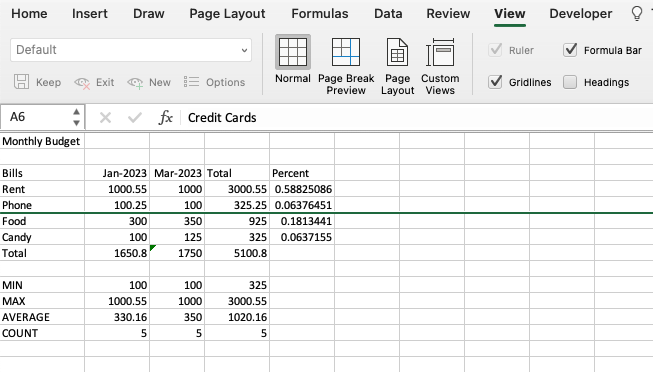 Home Insert Draw Page Layout Formulas Data Review View Developer
Default
Keep Exit New Options
Normal Page Break Preview Page Layout Custom Views
Ruler Formula Bar
Gridlines Headings
A6 fx Credit Cards
Monthly Budget
Bills Jan-2023 Mar-2023 Total Percent
Rent 1000.55 1000 3000.55 0.58825086
Phone 100.25 100 325.25 0.06376451
Food 300 350 925 0.1813441
Candy 100 125 325 0.0637155
Total 1650.8 1750 5100.8
MIN 100 100 325
MAX 1000.55 1000 3000.55
AVERAGE 330.16 350 1020.16
COUNT 5 5 5